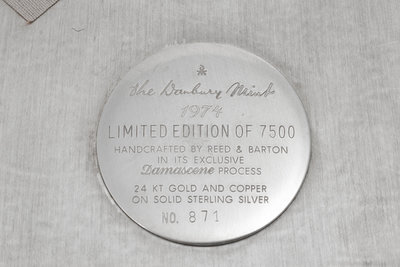 The Danbury Mint
1974
LIMITED EDITION OF 7500
HANDCRAFTED BY REED & BARTON
IN ITS EXCLUSIVE
Damascene PROCESS
24 KT GOLD AND COPPER
ON SOLID STERLING SILVER
NO. 871